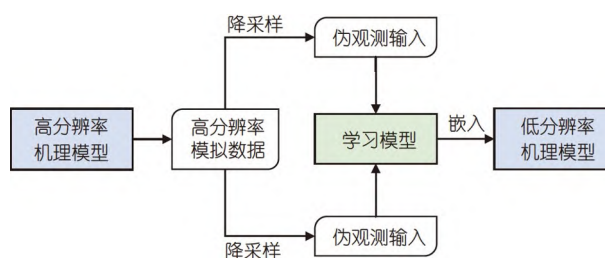 降采样
伪观测输入
高分辨率
机理模型
高分辨率
模拟数据
学习模型
嵌入
低分辨率
机理模型
降采样
伪观测输入